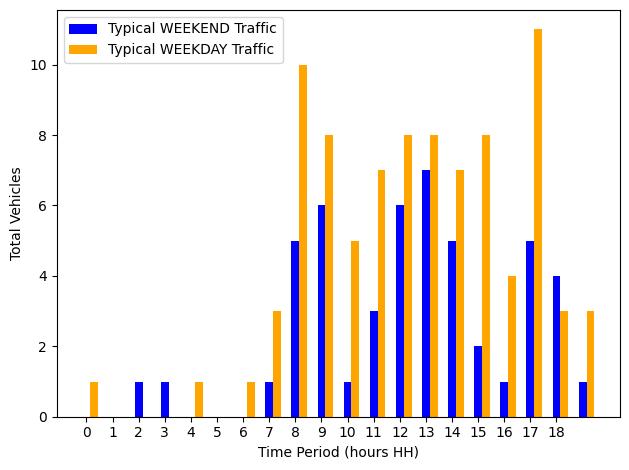 Typical WEEKEND Traffic
Typical WEEKDAY Traffic
Total Vehicles
10
8
6
4
2
0
0 1 2 3 4 5 6 7 8 9 10 11 12 13 14 15 16 17 18
Time Period (hours HH)